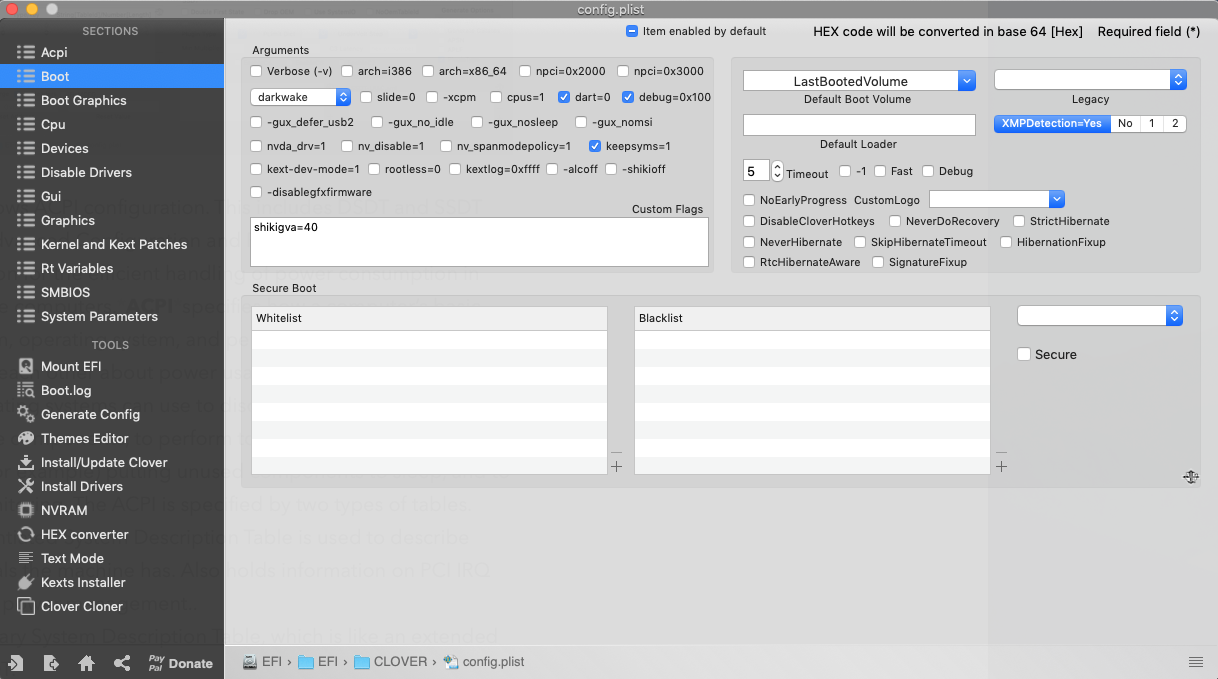 config.plist
SECTIONS
Acpi
Boot
Boot Graphics
Cpu
Devices
Disable Drivers
Gui
Graphics
Kernel and Kext Patches
Rt Variables
SMBIOS
System Parameters
TOOLS
Mount EFI
Boot.log
Generate Config
Themes Editor
Install/Update Clover
Install Drivers
NVRAM
HEX converter
Text Mode
Kexts Installer
Clover Cloner
Pay Pal Donate
Item enabled by default HEX code will be converted in base 64 [Hex] Required field (*)
Arguments
Verbose (-v) arch=i386 arch=x86_64 npci=0x2000 npci=0x3000
darkwake slide=0 -xcpm cpus=1 dart=0 debug=0x100
-gux_defer_usb2 -gux_no_idle -gux_nosleep -gux_nomsi
nvda_drv=1 nv_disable=1 nv_spanmodepolicy=1 keepsyms=1
kext-dev-mode=1 rootless=0 kextlog=0xffff -alcoff -shikioff
-disablegfxfirmware
Custom Flags
shikigva=40
LastBootedVolume
Default Boot Volume
Default Loader
Legacy
XMPDetection=Yes No 1 2
5 Timeout -1 Fast Debug
NoEarlyProgress CustomLogo
DisableCloverHotkeys NeverDoRecovery StrictHibernate
NeverHibernate SkipHibernateTimeout HibernationFixup
RtcHibernateAware SignatureFixup
Secure Boot
Whitelist
Blacklist
Secure
EFI › EFI › CLOVER › config.plist